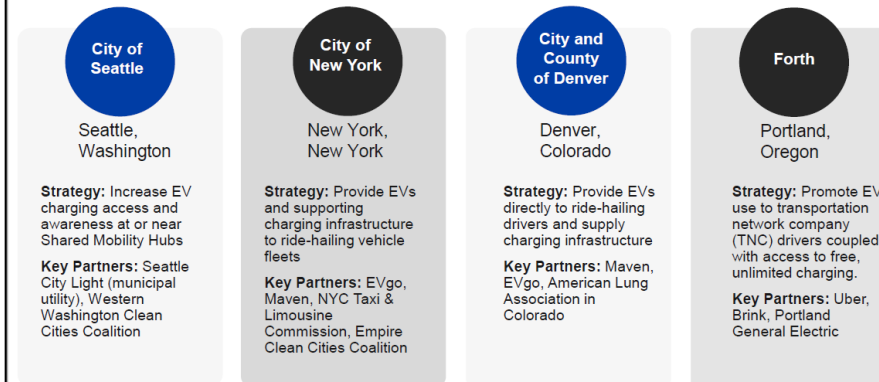 City of
Seattle
Seattle,
Washington
Strategy: Increase EV
charging access and
awareness at or near
Shared Mobility Hubs
Key Partners: Seattle
City Light (municipal
utility), Western
Washington Clean
Cities Coalition
City of
New York
New York,
New York
Strategy: Provide EVs
and supporting
charging infrastructure
to ride-hailing vehicle
fleets
Key Partners: EVgo,
Maven, NYC Taxi &
Limousine
Commission, Empire
Clean Cities Coalition
City and
County
of Denver
Denver,
Colorado
Strategy: Provide EVs
directly to ride-hailing
drivers and supply
charging infrastructure
Key Partners: Maven,
EVgo, American Lung
Association in
Colorado
Forth
Portland,
Oregon
Strategy: Promote EV
use to transportation
network company
(TNC) drivers coupled
with access to free,
unlimited charging.
Key Partners: Uber,
Brink, Portland
General Electric